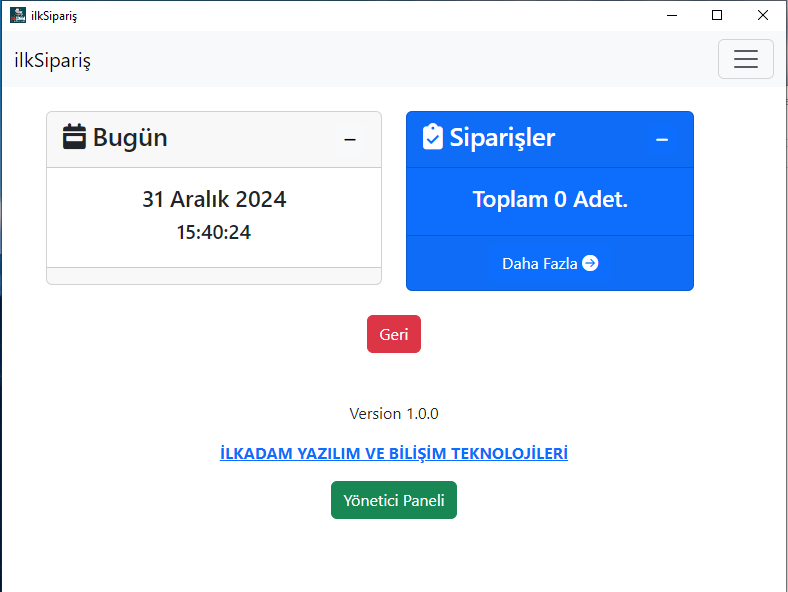 ilkSipariş
ilkSipariş
Bugün
31 Aralık 2024
15:40:24
Siparişler
Toplam 0 Adet.
Daha Fazla
Geri
Version 1.0.0
İLKADAM YAZILIM VE BİLİŞİM TEKNOLOJİLERİ
Yönetici Paneli